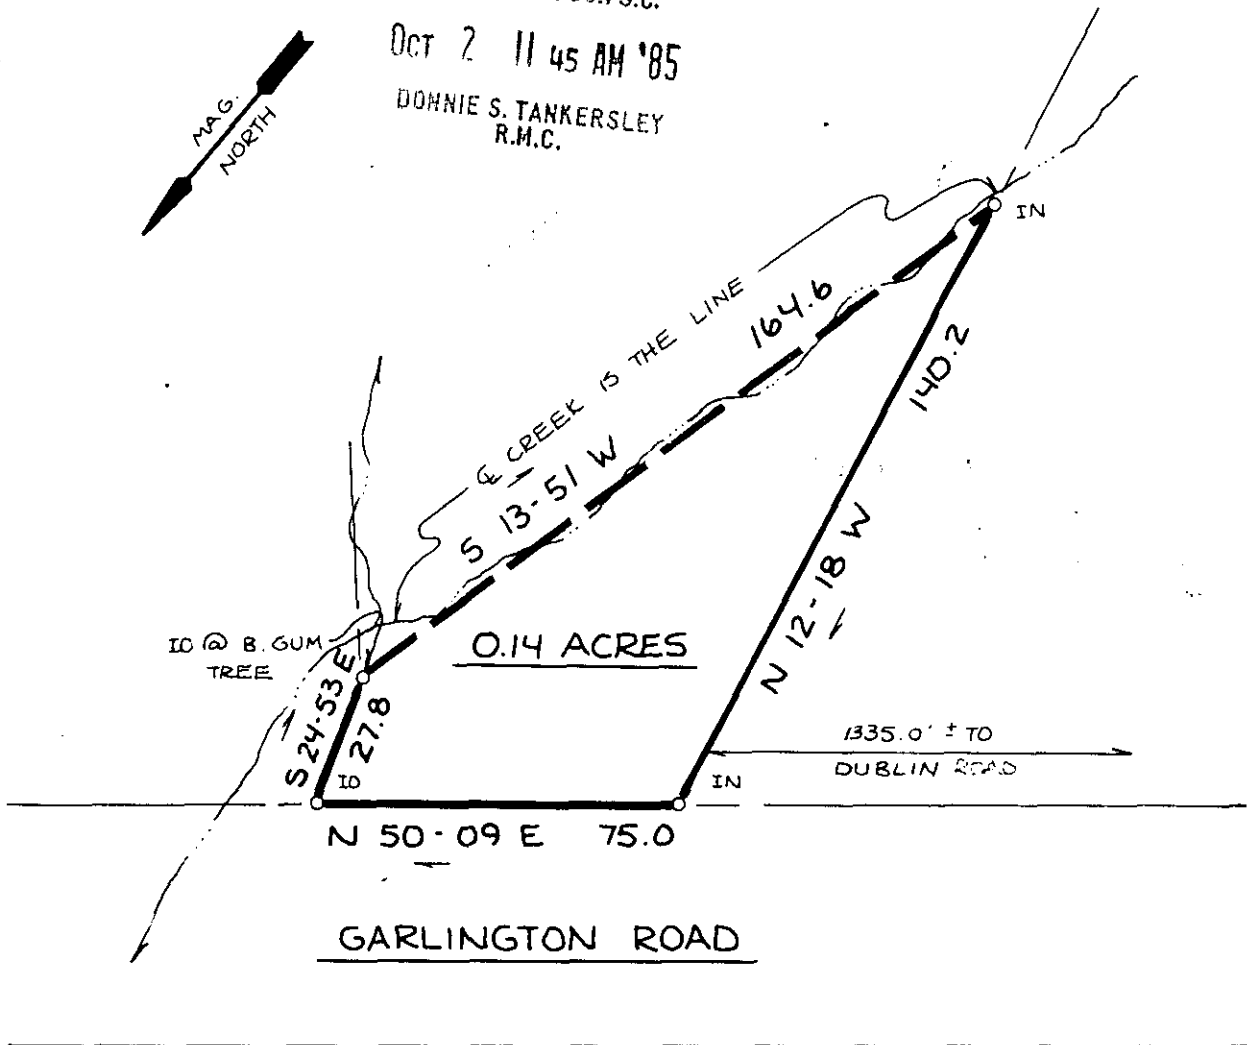 OCT 2 11 45 AM '85
DONNIE S. TANKERSLEY
R.M.C.
MAG.
NORTH
IN
℄ CREEK IS THE LINE
164.6
S 13-51 W
140.2
N 12-18 W
IO @ B. GUM
TREE
0.14 ACRES
S 24-53 E
27.8
IO
1335.0' ± TO
DUBLIN ROAD
IN
N 50-09 E 75.0
GARLINGTON ROAD